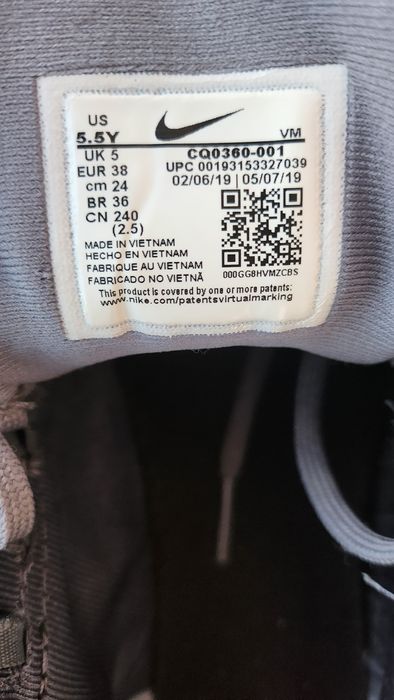 US
5.5Y
VM
UK 5
CQ0360-001
EUR 38
UPC 00193153327039
cm 24
02/06/19 | 05/07/19
BR 36
CN 240
(2.5)
MADE IN VIETNAM
HECHO EN VIETNAM
FABRIQUE AU VIETNAM
FABRICADO NO VIETNÃ
000GG8HVMZCBS
This product is covered by one or more patents:
www.nike.com/patentsvirtualmarking